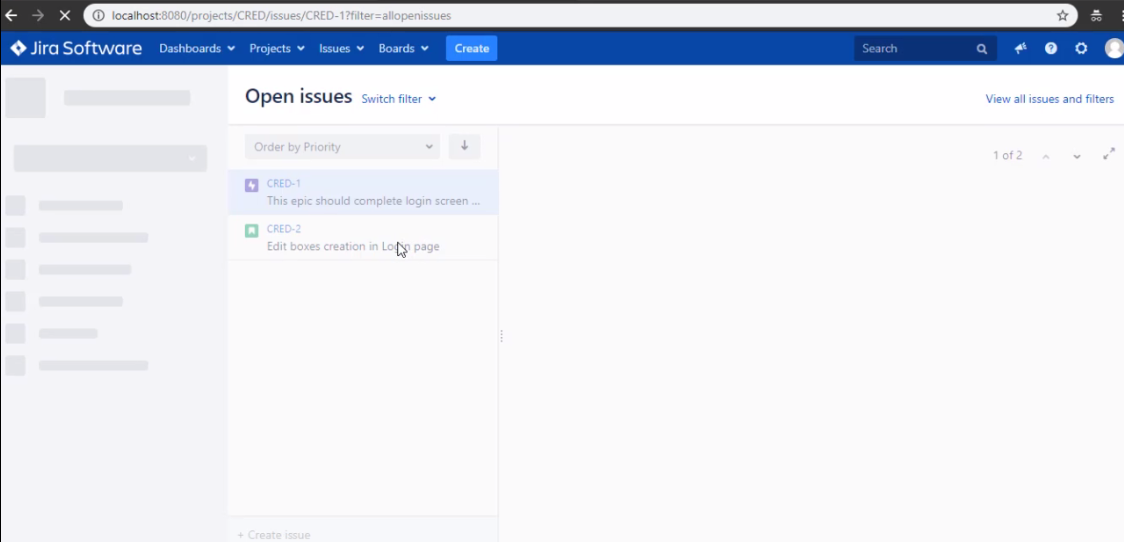 localhost:8080/projects/CRED/issues/CRED-1?filter=allopenissues
Jira Software Dashboards Projects Issues Boards Create Search
Open issues Switch filter View all issues and filters
Order by Priority
1 of 2
CRED-1
This epic should complete login screen ...
CRED-2
Edit boxes creation in Login page
+ Create issue